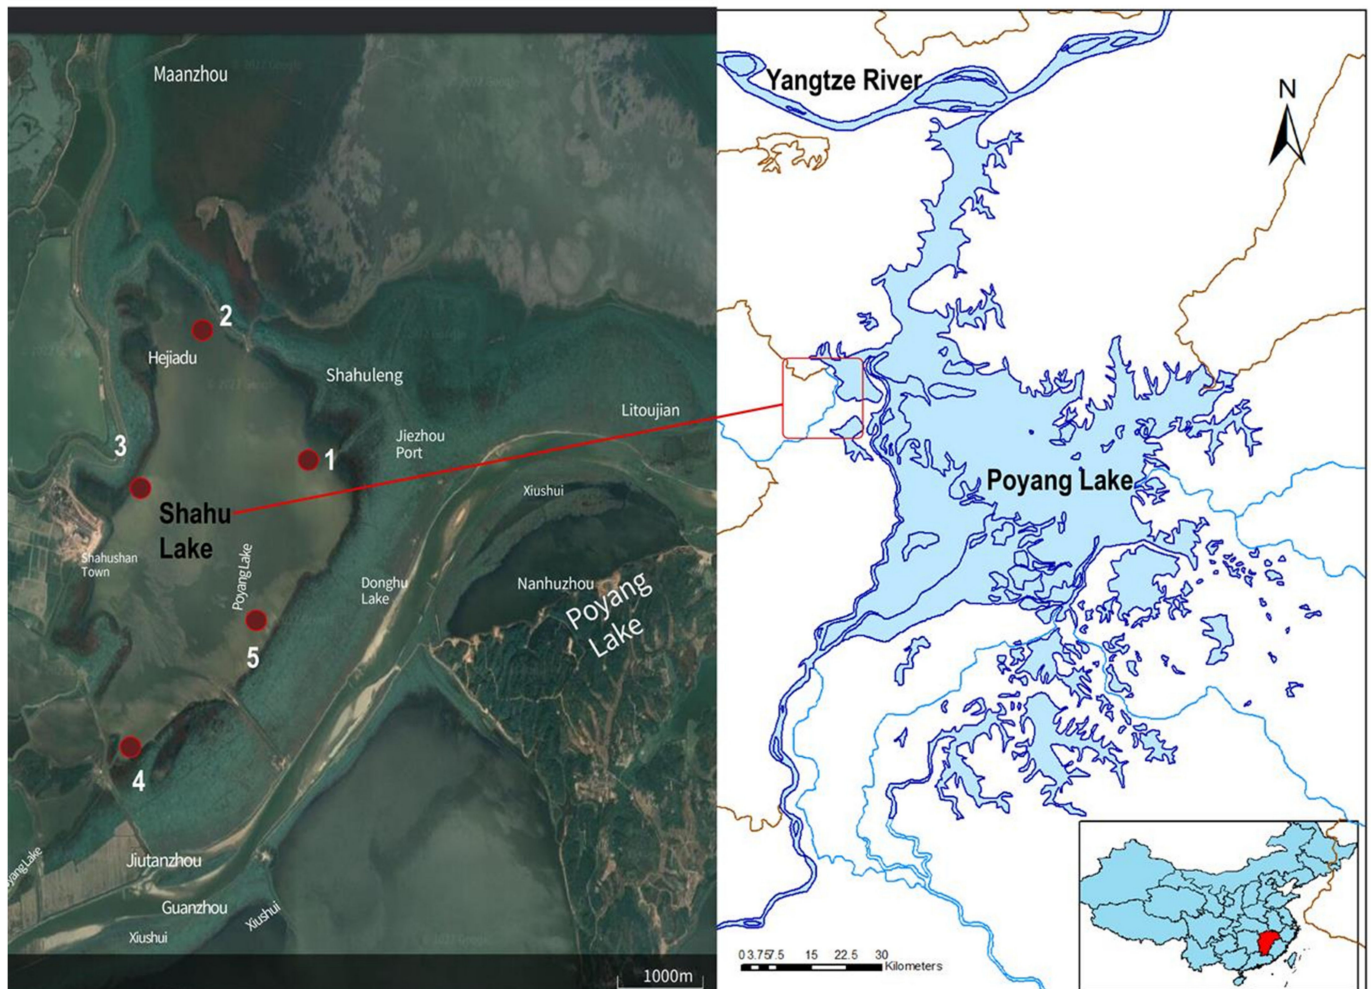 Maanzhou
2
Hejiadu
Shahuleng
Litoujian
Jiezhou
Port
3
1
Xiushui
Shahu
Lake
Shahushan
Town
Poyang Lake
Donghu
Lake
Nanhuzhou
Poyang
Lake
5
4
Jiutanzhou
Guanzhou
Xiushui
Xiushui
1000m
Yangtze River
N
Poyang Lake
0 3.75 7.5 15 22.5 30
Kilometers